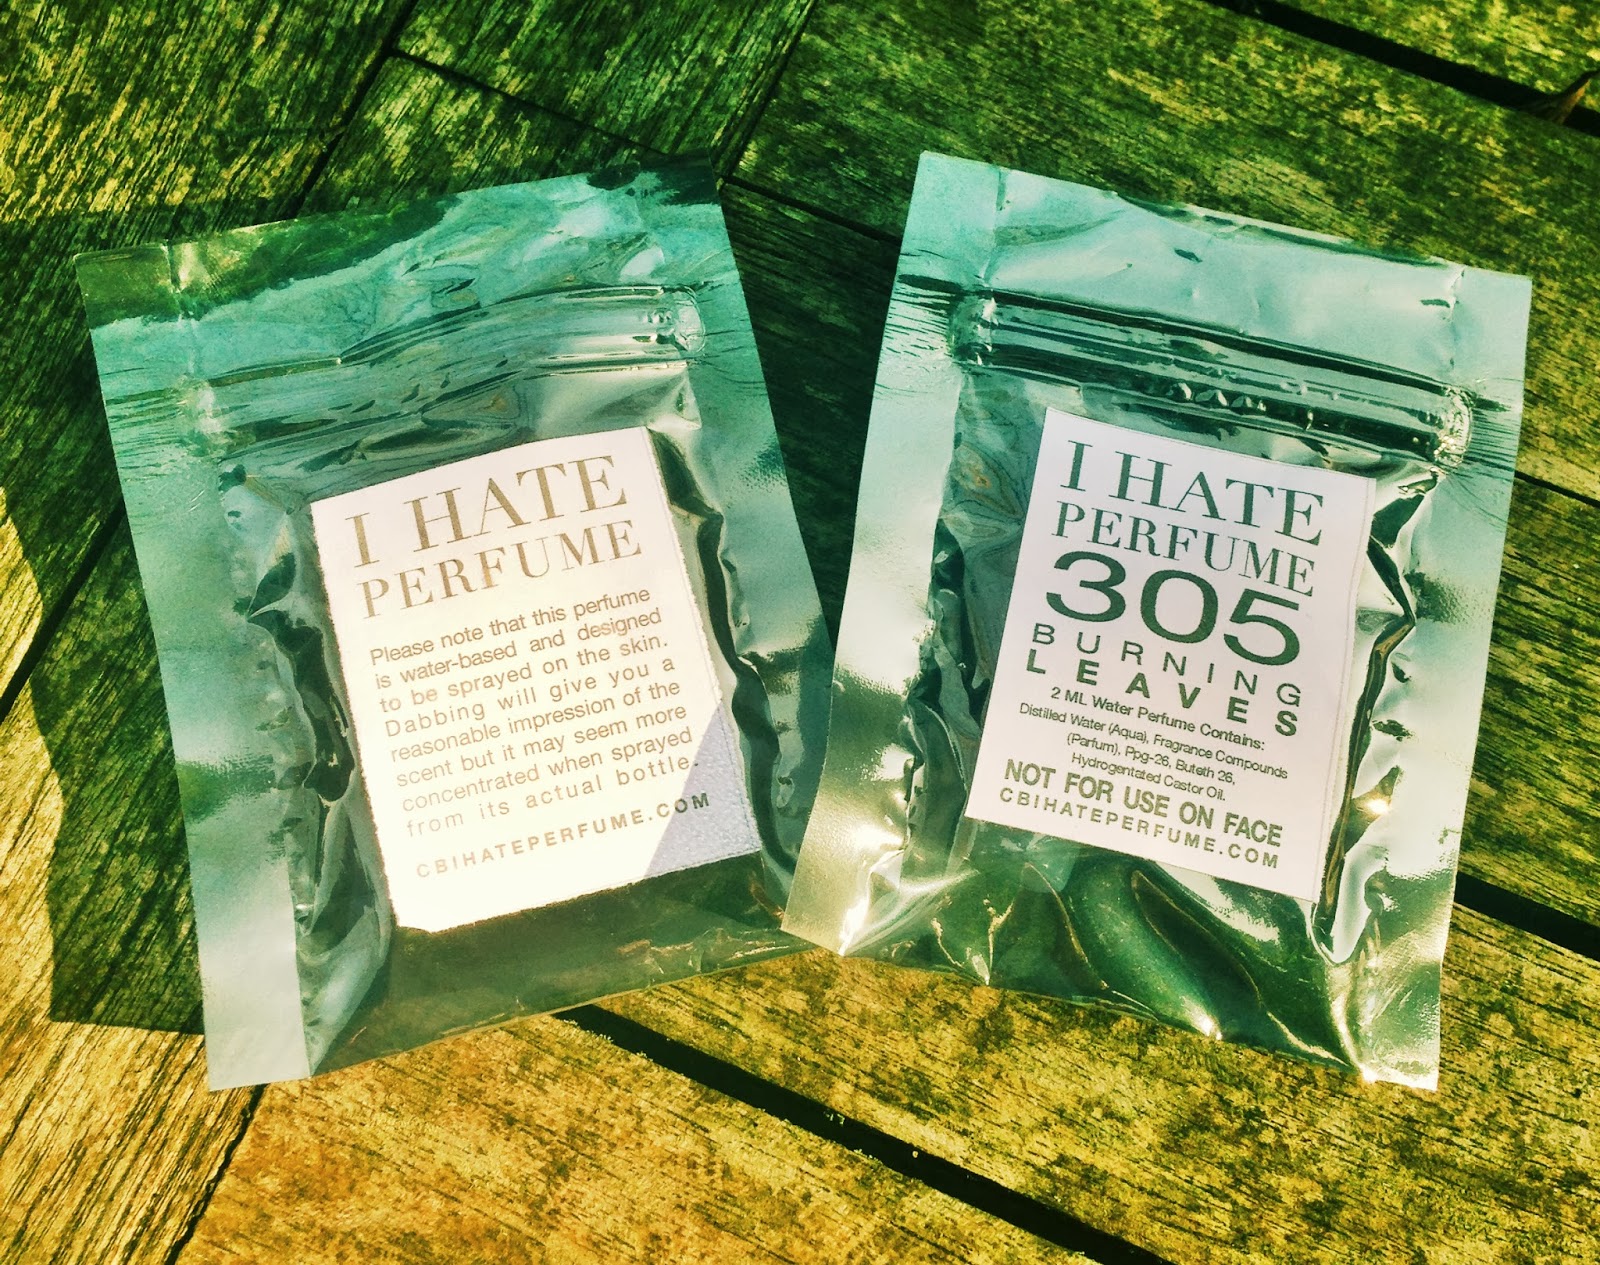 I HATE
PERFUME
Please note that this perfume
is water-based and designed
to be sprayed on the skin.
Dabbing will give you a
reasonable impression of the
scent but it may seem more
concentrated when sprayed
from its actual bottle.
CBIHATEPERFUME.COM
I HATE
PERFUME
305
BURNING
LEAVES
2 ML Water Perfume Contains:
Distilled Water (Aqua), Fragrance Compounds
(Parfum), Ppg-26, Buteth 26,
Hydrogentated Castor Oil.
NOT FOR USE ON FACE
CBIHATEPERFUME.COM